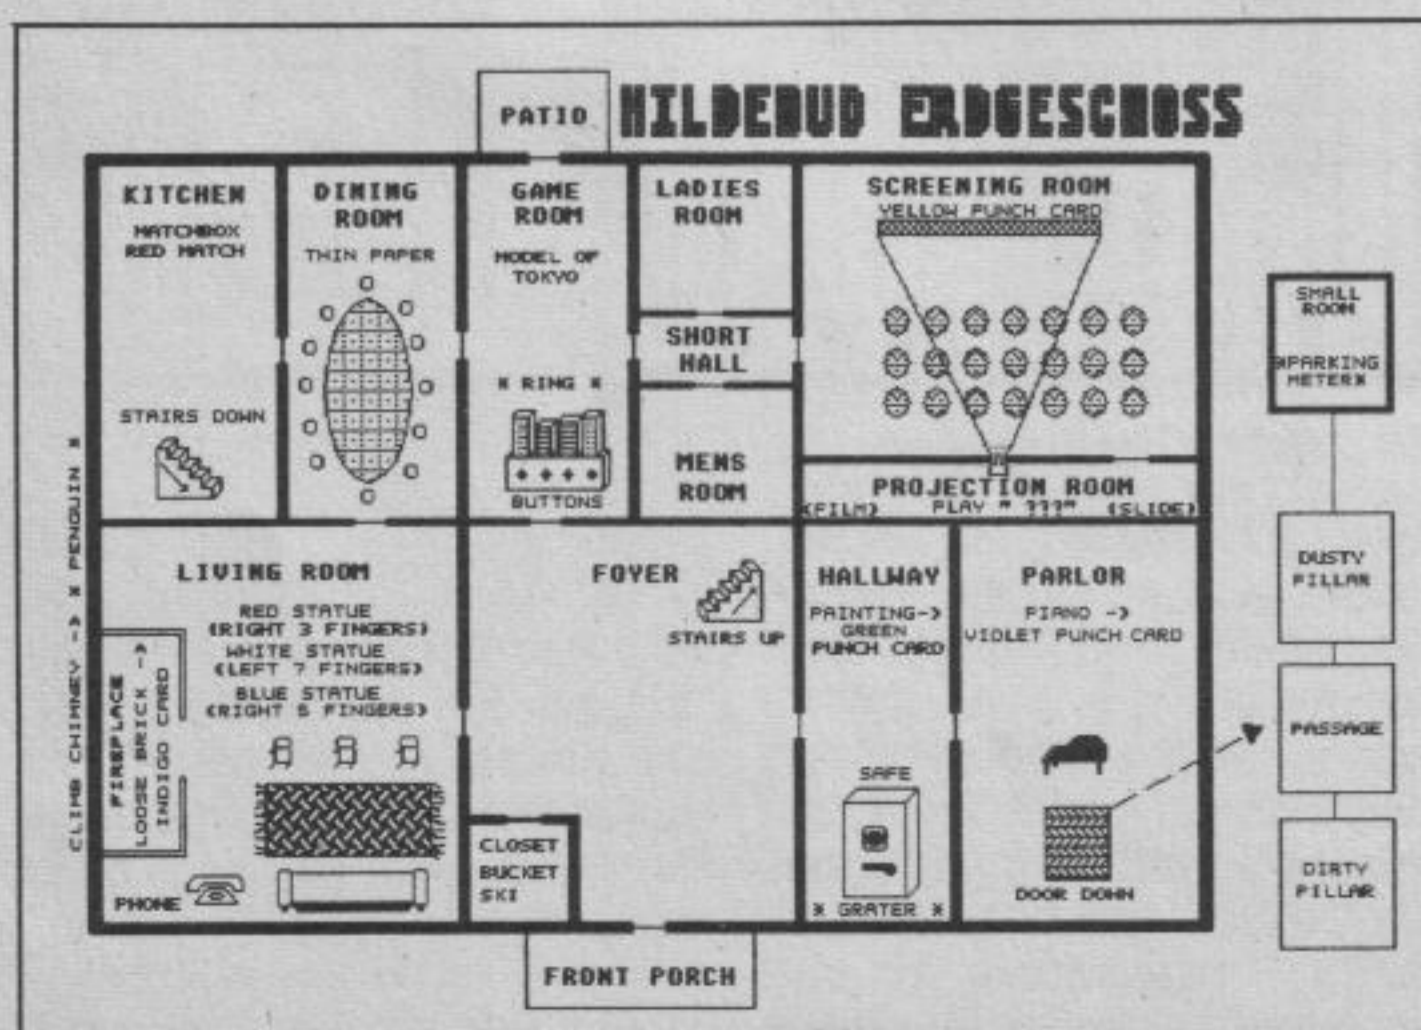 PATIO
HILDEBUD ERDGESCHOSS
KITCHEN
MATCHBOX
RED MATCH
STAIRS DOWN
DINING
ROOM
THIN PAPER
GAME
ROOM
MODEL OF
TOKYO
* RING *
BUTTONS
LADIES
ROOM
SHORT
HALL
MENS
ROOM
SCREENING ROOM
YELLOW PUNCH CARD
PROJECTION ROOM
(FILM) PLAY " ???" (SLIDE)
SMALL
ROOM
*PARKING
METER*
DUSTY
PILLAR
PASSAGE
DIRTY
PILLAR
CLIMB CHIMNEY -A- * PENGUIN *
LIVING ROOM
RED STATUE
(RIGHT 3 FINGERS)
WHITE STATUE
(LEFT 7 FINGERS)
BLUE STATUE
(RIGHT 5 FINGERS)
FIREPLACE
LOOSE BRICK -A-
INDIGO CARD
PHONE
FOYER
STAIRS UP
CLOSET
BUCKET
SKI
HALLWAY
PAINTING->
GREEN
PUNCH CARD
SAFE
* GRATER *
PARLOR
PIANO ->
VIOLET PUNCH CARD
DOOR DOWN
FRONT PORCH